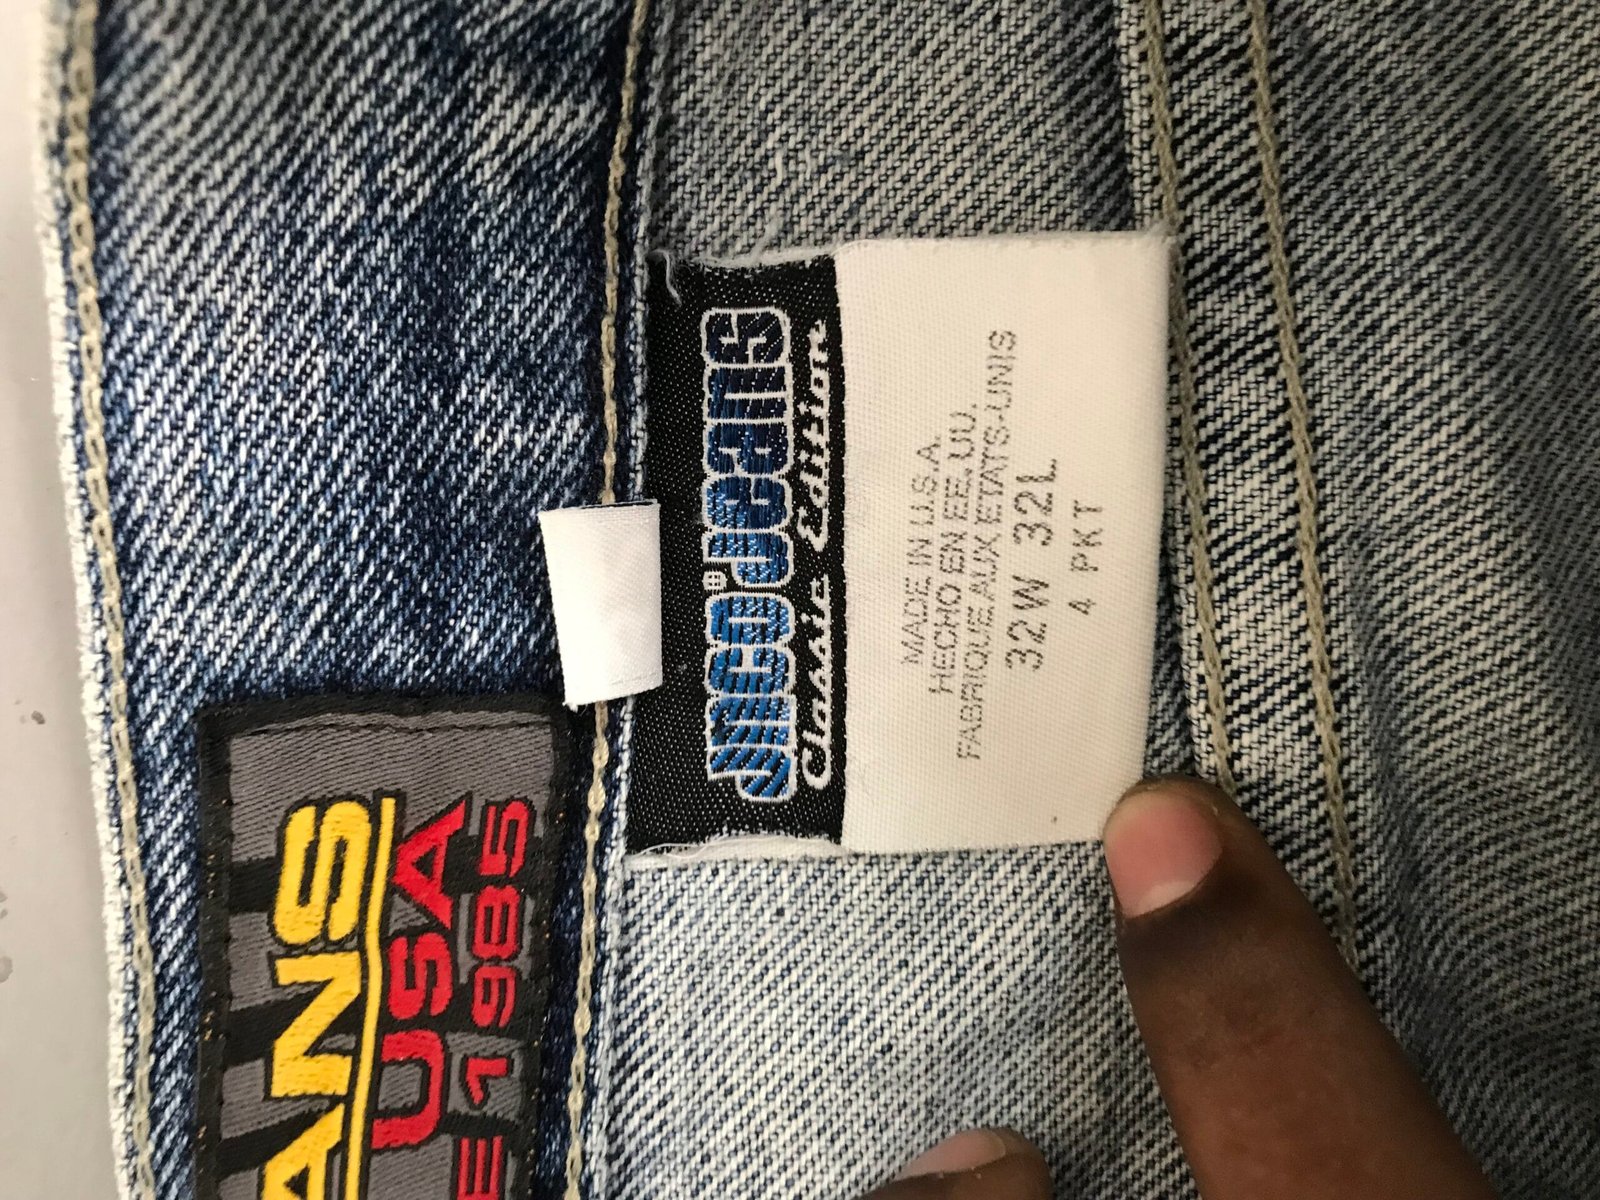 JNCO JEANS
Classic Edition
MADE IN U.S.A.
HECHO EN EE.UU.
FABRIQUE AUX ETATS-UNIS
32W 32L
4 PKT
ANS
USA
E 1985